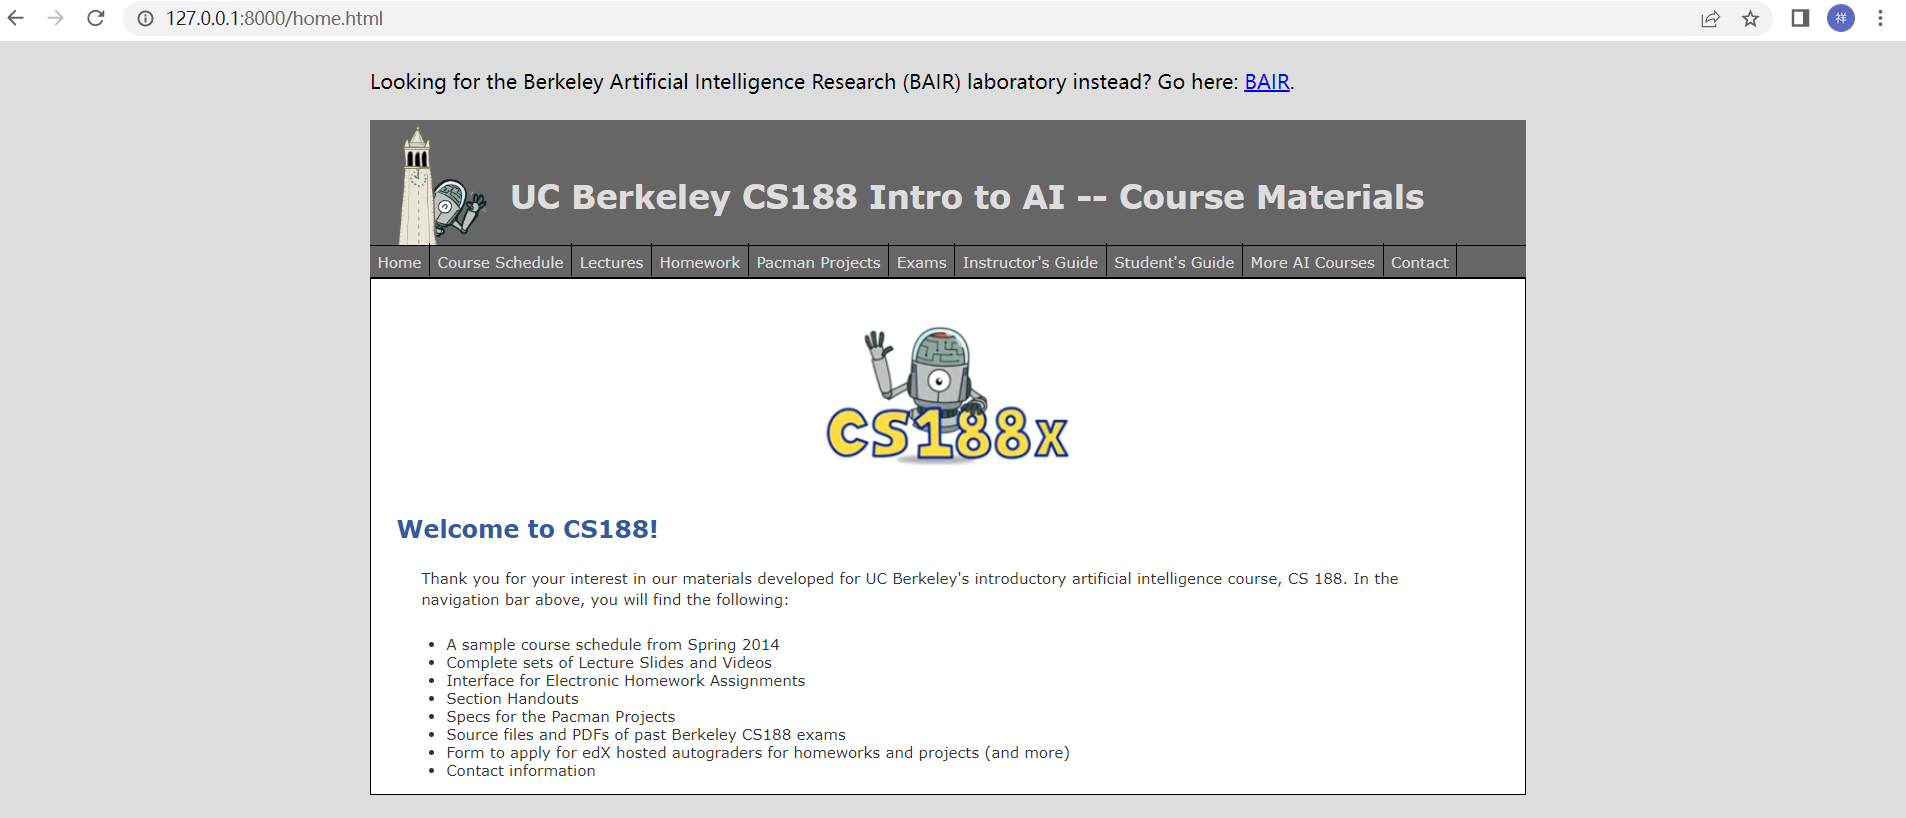 127.0.0.1:8000/home.html
祥
Looking for the Berkeley Artificial Intelligence Research (BAIR) laboratory instead? Go here: BAIR.
UC Berkeley CS188 Intro to AI -- Course Materials
Home Course Schedule Lectures Homework Pacman Projects Exams Instructor's Guide Student's Guide More AI Courses Contact
CS188x
Welcome to CS188!
Thank you for your interest in our materials developed for UC Berkeley's introductory artificial intelligence course, CS 188. In the
navigation bar above, you will find the following:
• A sample course schedule from Spring 2014
• Complete sets of Lecture Slides and Videos
• Interface for Electronic Homework Assignments
• Section Handouts
• Specs for the Pacman Projects
• Source files and PDFs of past Berkeley CS188 exams
• Form to apply for edX hosted autograders for homeworks and projects (and more)
• Contact information